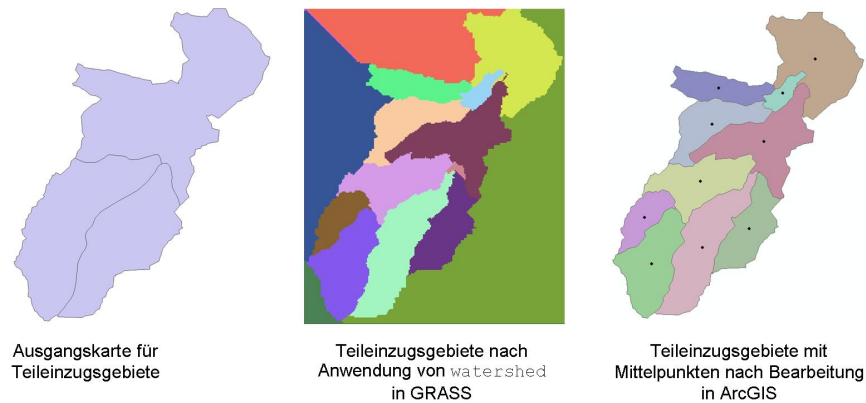 Ausgangskarte für
Teileinzugsgebiete
Teileinzugsgebiete nach
Anwendung von watershed
in GRASS
Teileinzugsgebiete mit
Mittelpunkten nach Bearbeitung
in ArcGIS